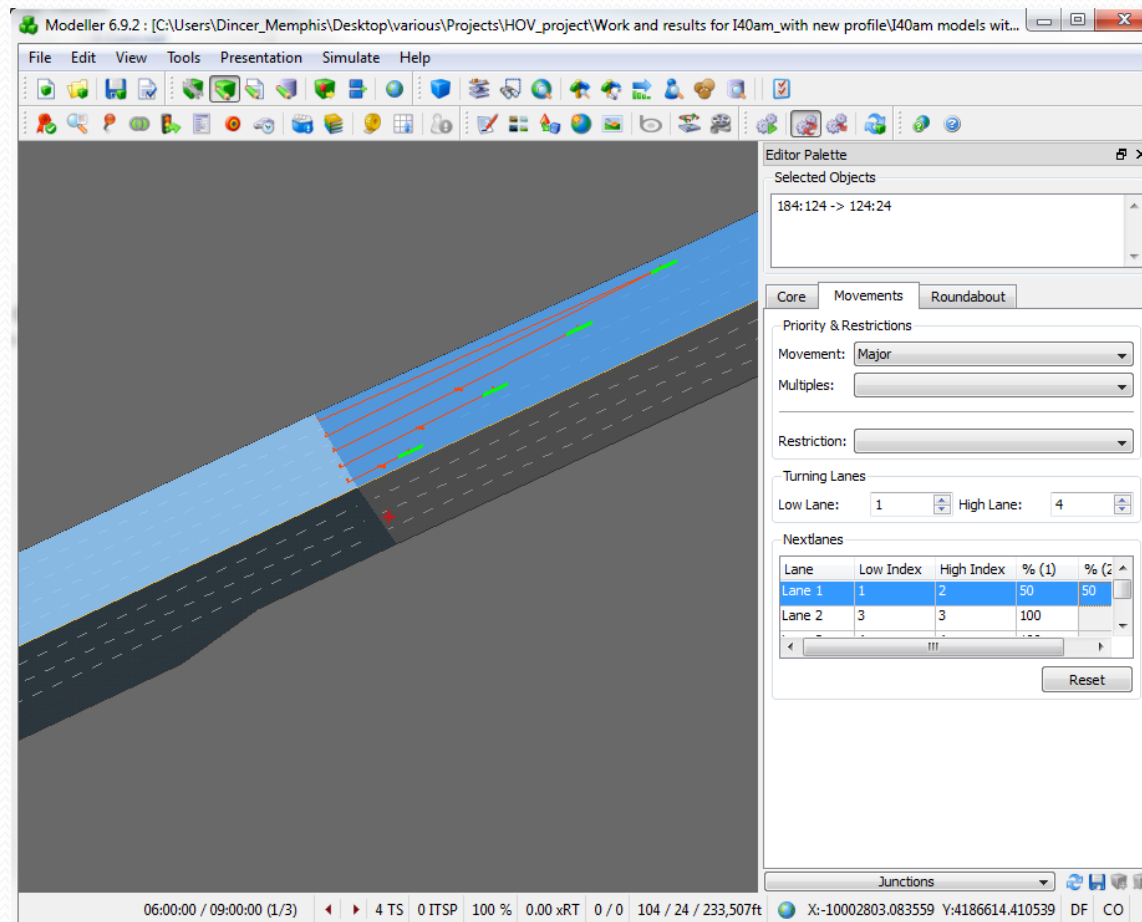 Modeller 6.9.2 : [C:\Users\Dincer_Memphis\Desktop\various\Projects\HOV_project\Work and results for I40am_with new profile\I40am models wit...
File Edit View Tools Presentation Simulate Help
Editor Palette
Selected Objects
184:124 -> 124:24
Core Movements Roundabout
Priority & Restrictions
Movement: Major
Multiples:
Restriction:
Turning Lanes
Low Lane: 1 High Lane: 4
Nextlanes
Lane Low Index High Index % (1) % (2
Lane 1 1 2 50 50
Lane 2 3 3 100
Reset
Junctions
06:00:00 / 09:00:00 (1/3) 4 TS 0 ITSP 100 % 0.00 xRT 0 / 0 104 / 24 / 233,507ft X:-10002803.083559 Y:4186614.410539 DF CO